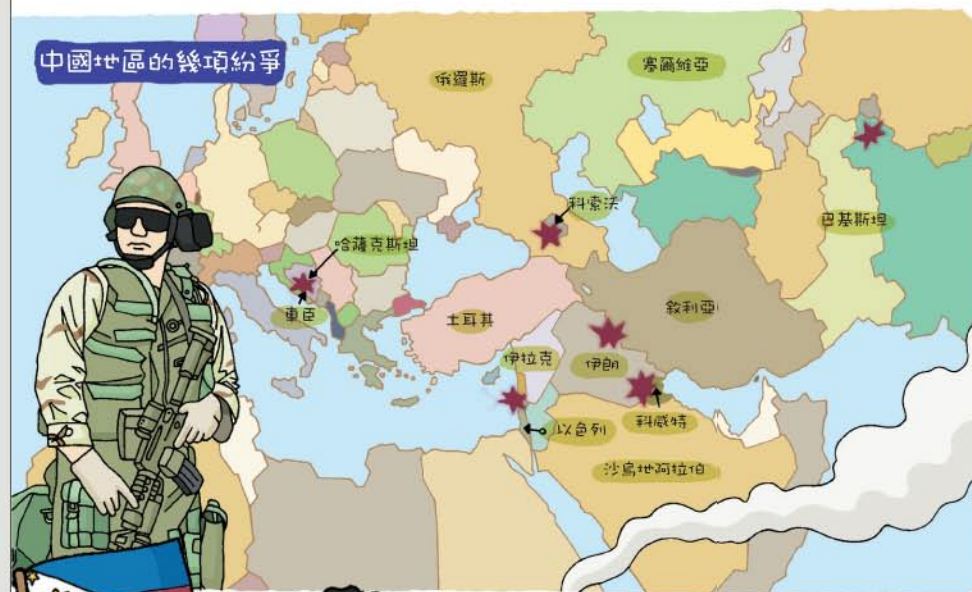 中國地區的幾項紛爭
俄羅斯
塞爾維亞
科索沃
巴基斯坦
哈薩克斯坦
車臣
土耳其
敘利亞
伊拉克
伊朗
科威特
以色列
沙烏地阿拉伯